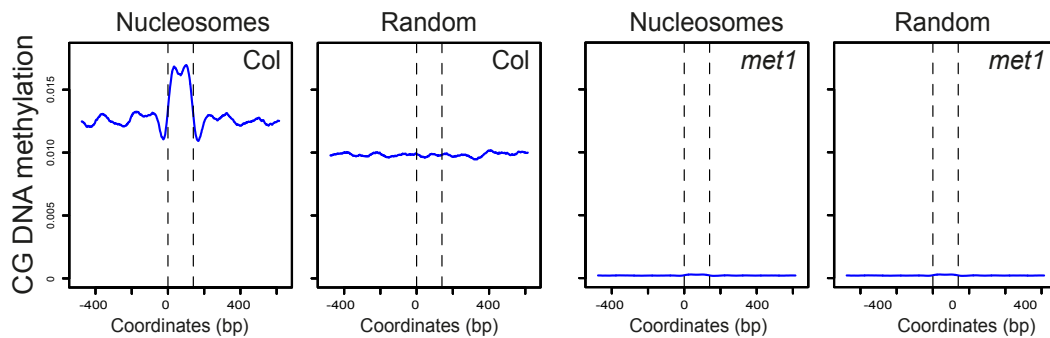 Nucleosomes Random Nucleosomes Random
Col Col met1 met1
CG DNA methylation
0.015
0.010
0.005
0
-400 0 400 -400 0 400 -400 0 400 -400 0 400
Coordinates (bp) Coordinates (bp) Coordinates (bp) Coordinates (bp)